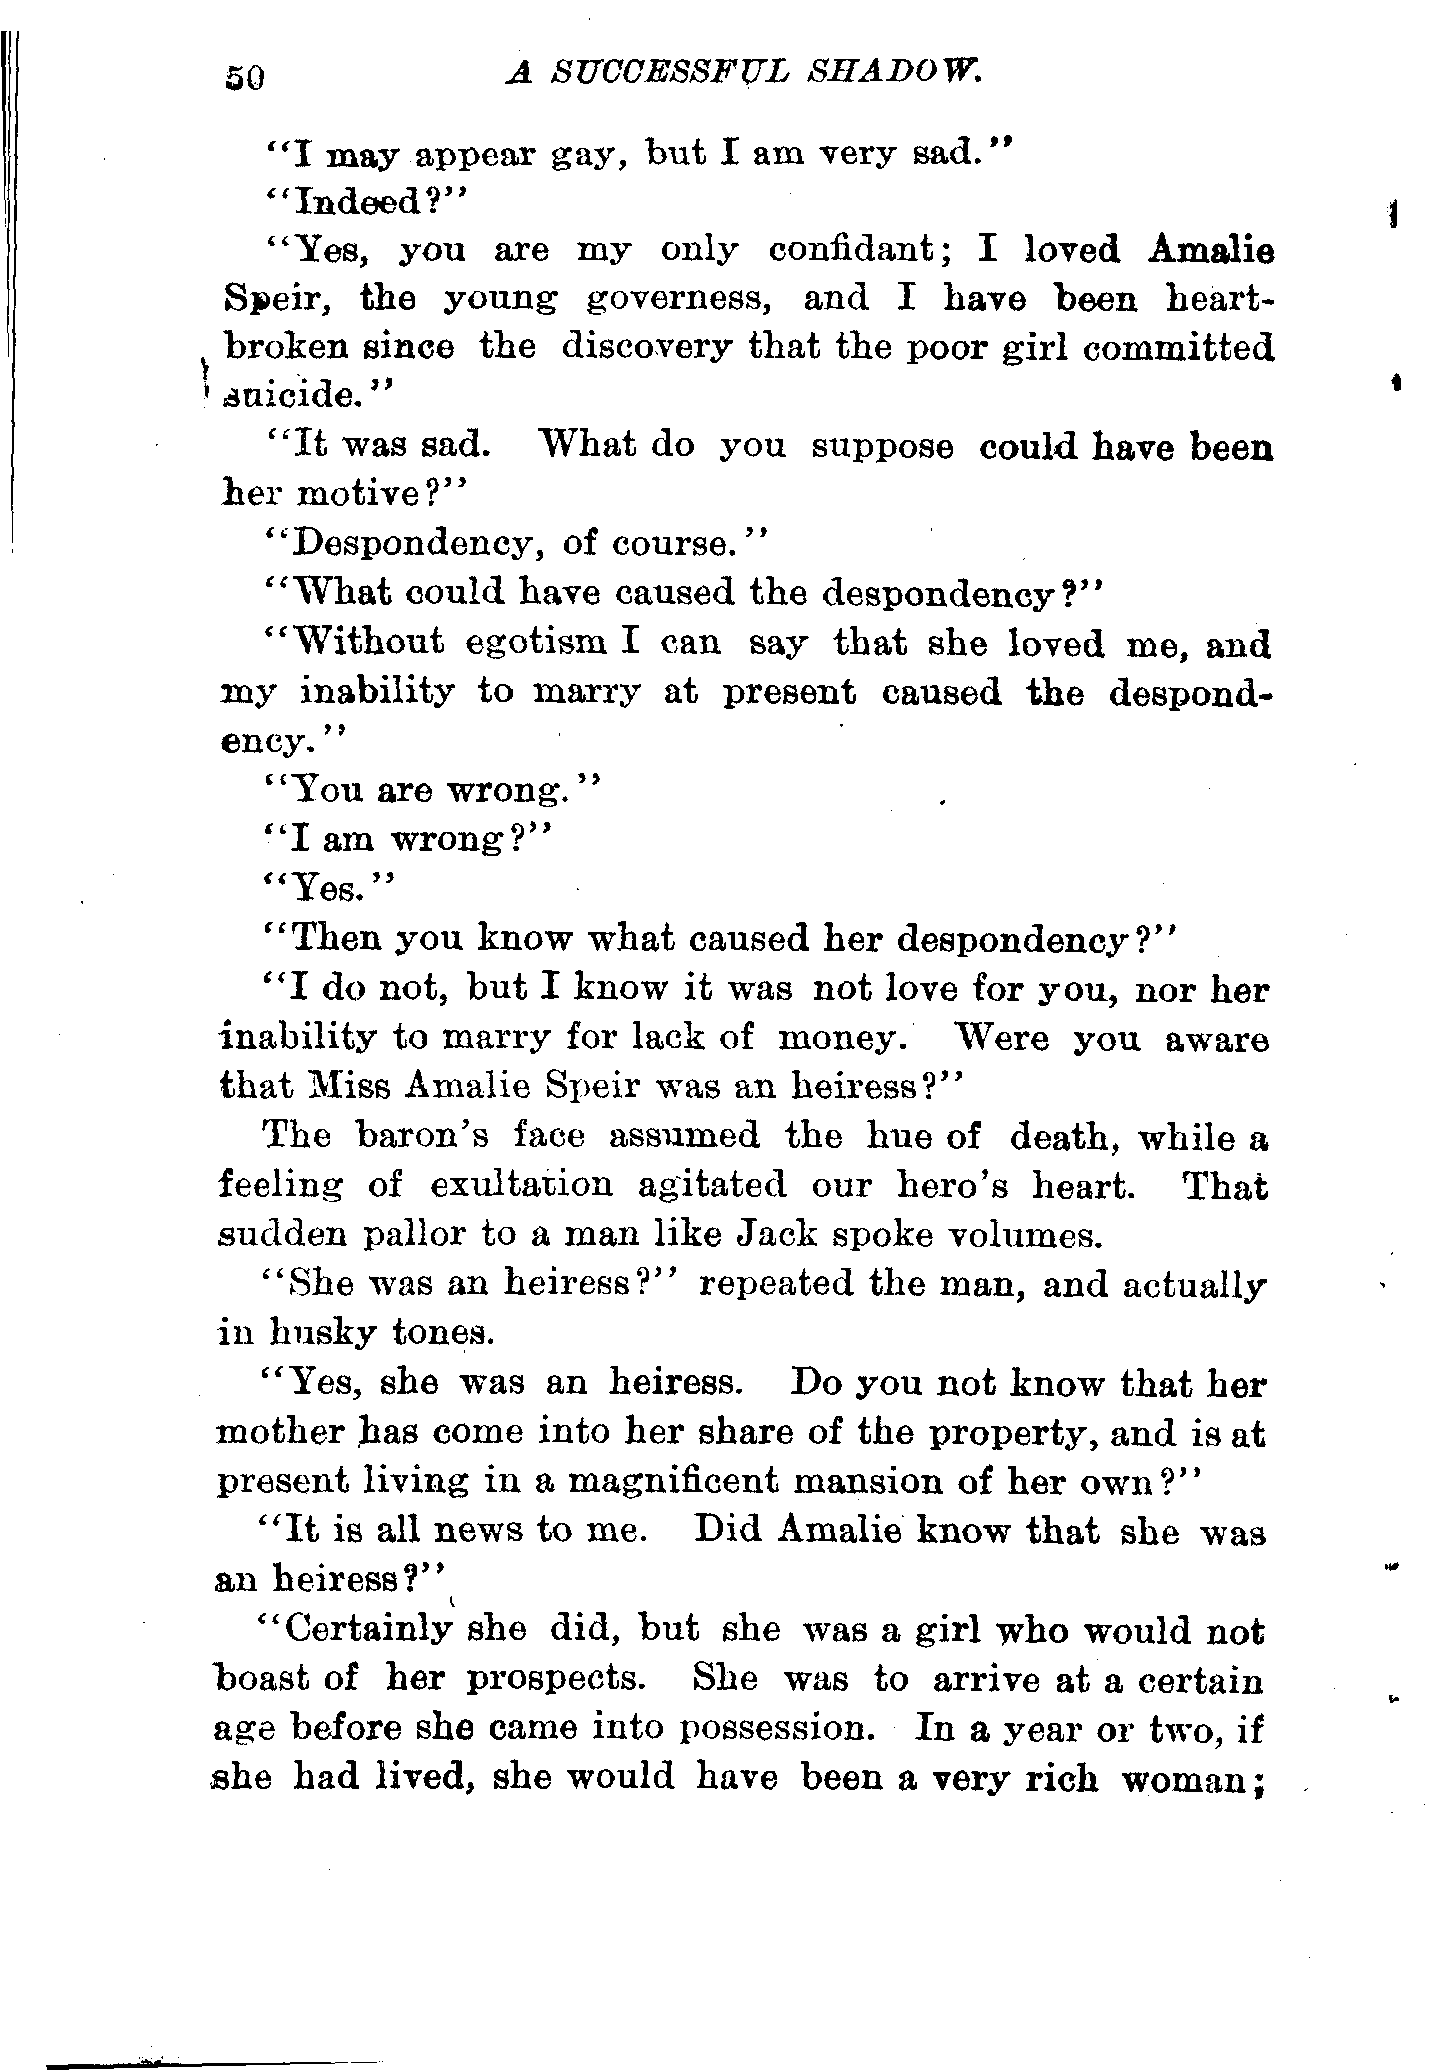 50 A SUCCESSFUL SHADOW.
"I may appear gay, but I am very sad."
"Indeed?"
"Yes, you are my only confidant; I loved Amalie
Speir, the young governess, and I have been heart-
broken since the discovery that the poor girl committed
suicide."
"It was sad. What do you suppose could have been
her motive?"
"Despondency, of course."
"What could have caused the despondency?"
"Without egotism I can say that she loved me, and
my inability to marry at present caused the despond-
ency."
"You are wrong."
"I am wrong?"
"Yes."
"Then you know what caused her despondency?"
"I do not, but I know it was not love for you, nor her
inability to marry for lack of money. Were you aware
that Miss Amalie Speir was an heiress?"
The baron's face assumed the hue of death, while a
feeling of exultation agitated our hero's heart. That
sudden pallor to a man like Jack spoke volumes.
"She was an heiress?" repeated the man, and actually
in husky tones.
"Yes, she was an heiress. Do you not know that her
mother has come into her share of the property, and is at
present living in a magnificent mansion of her own?"
"It is all news to me. Did Amalie know that she was
an heiress?"
"Certainly she did, but she was a girl who would not
boast of her prospects. She was to arrive at a certain
age before she came into possession. In a year or two, if
she had lived, she would have been a very rich woman;